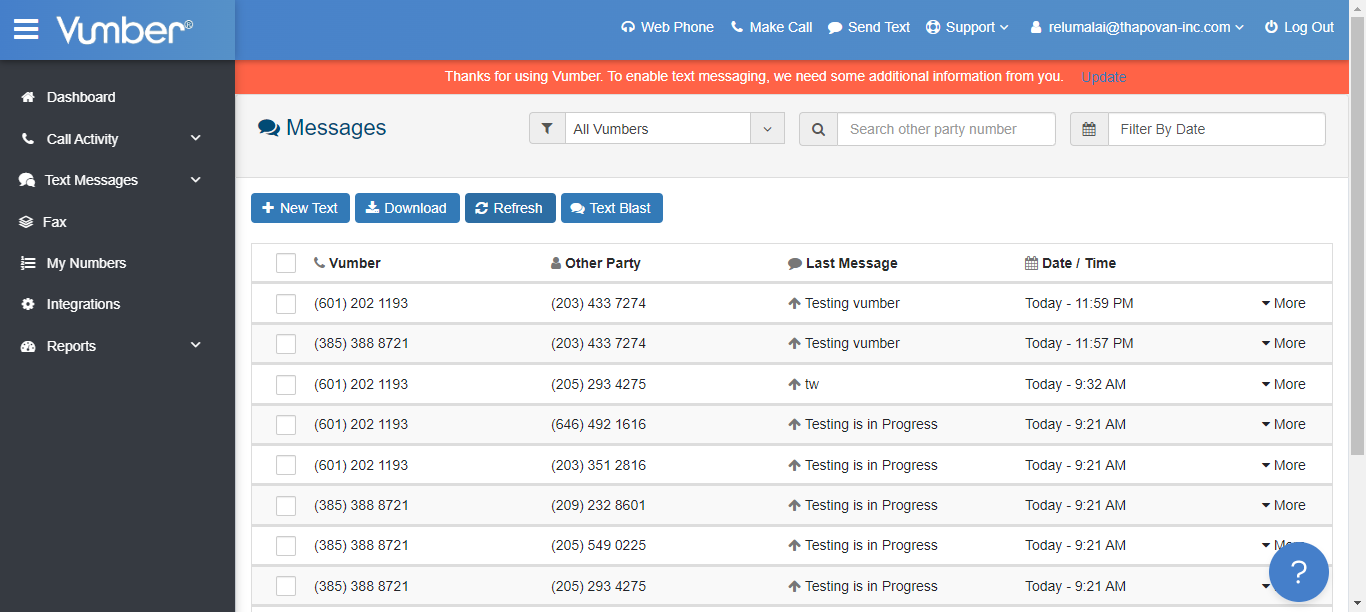 Vumber®
Web Phone Make Call Send Text Support relumalai@thapovan-inc.com Log Out
Thanks for using Vumber. To enable text messaging, we need some additional information from you. Update
Dashboard
Call Activity
Text Messages
Fax
My Numbers
Integrations
Reports
Messages
All Vumbers
Search other party number
Filter By Date
New Text Download Refresh Text Blast
Vumber Other Party Last Message Date / Time
(601) 202 1193 (203) 433 7274 Testing vumber Today - 11:59 PM More
(385) 388 8721 (203) 433 7274 Testing vumber Today - 11:57 PM More
(601) 202 1193 (205) 293 4275 tw Today - 9:32 AM More
(601) 202 1193 (646) 492 1616 Testing is in Progress Today - 9:21 AM More
(601) 202 1193 (203) 351 2816 Testing is in Progress Today - 9:21 AM More
(385) 388 8721 (209) 232 8601 Testing is in Progress Today - 9:21 AM More
(385) 388 8721 (205) 549 0225 Testing is in Progress Today - 9:21 AM More
(385) 388 8721 (205) 293 4275 Testing is in Progress Today - 9:21 AM
?